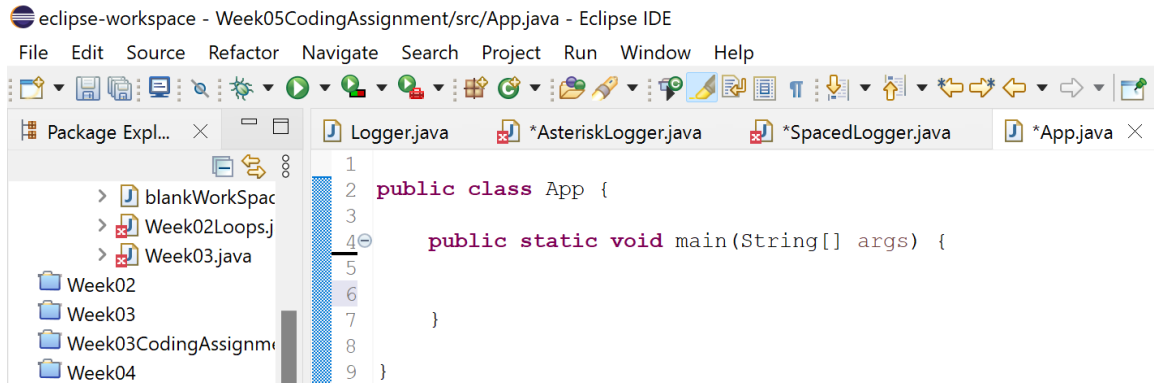 eclipse-workspace - Week05CodingAssignment/src/App.java - Eclipse IDE
File Edit Source Refactor Navigate Search Project Run Window Help
Package Expl...
Logger.java *AsteriskLogger.java *SpacedLogger.java *App.java
blankWorkSpac
Week02Loops.j
Week03.java
Week02
Week03
Week03CodingAssignme
Week04
1
2 public class App {
3
4 public static void main(String[] args) {
5
6
7 }
8
9 }